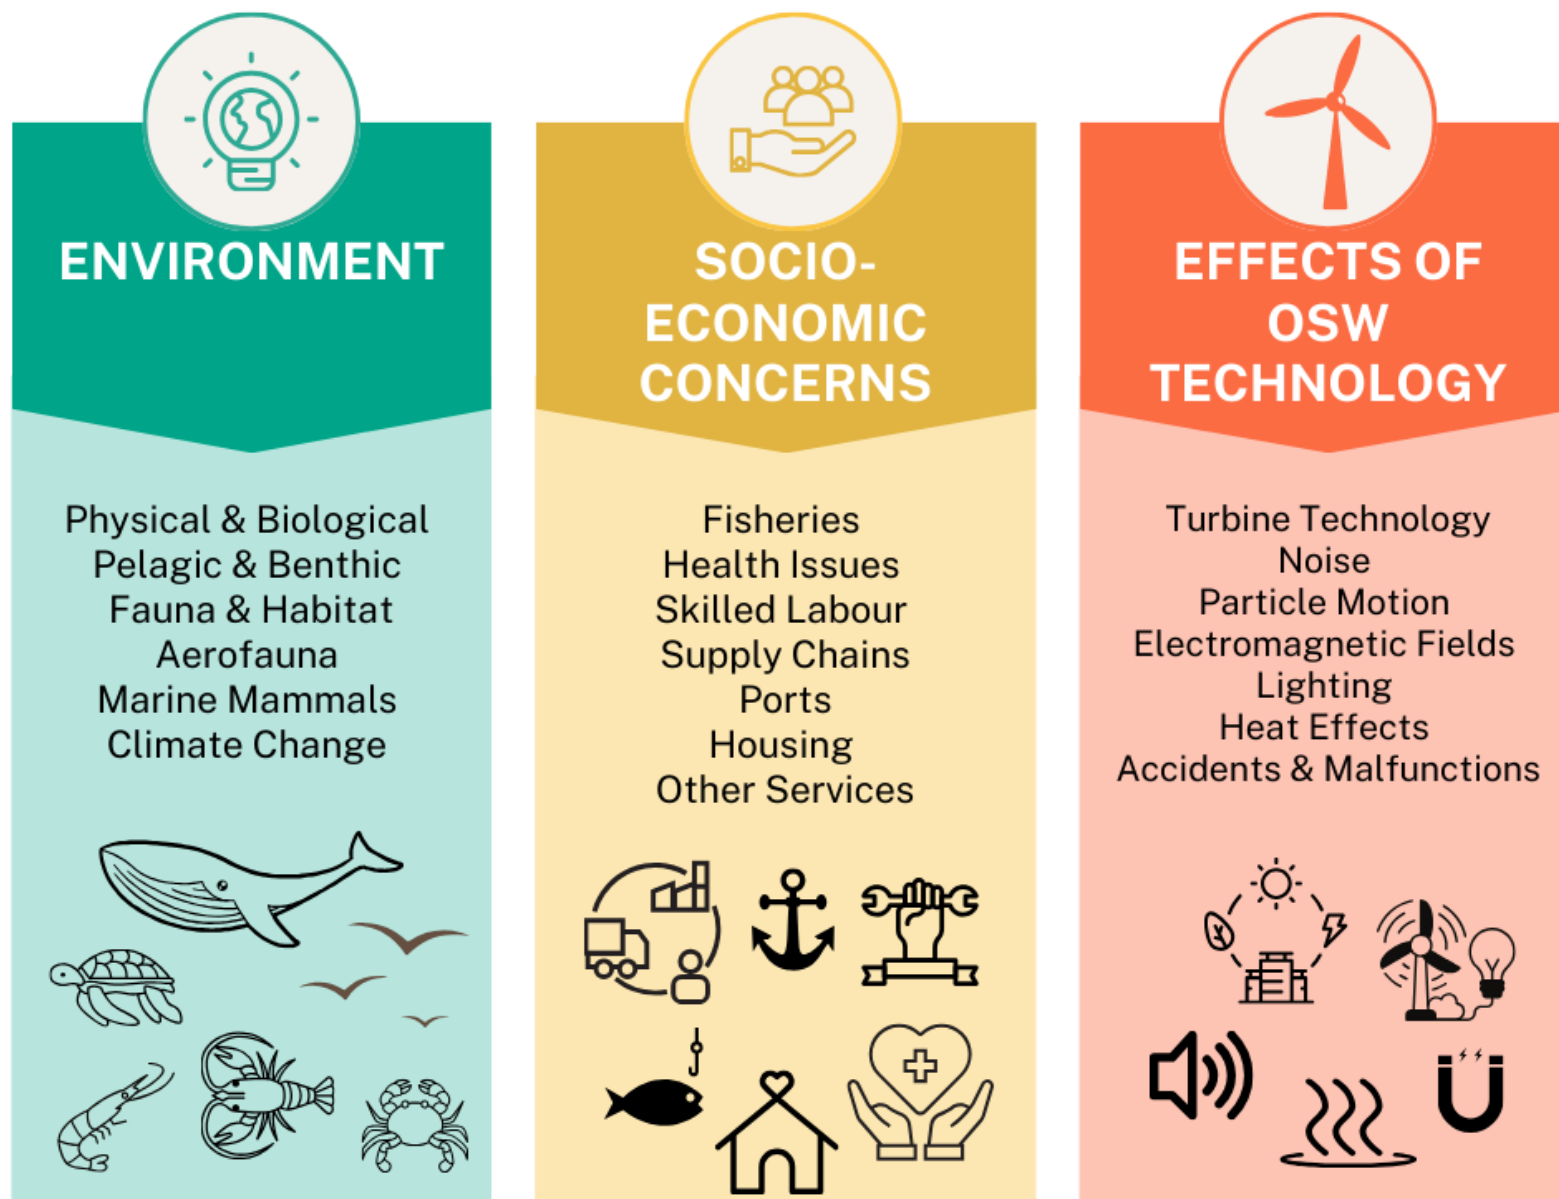 ENVIRONMENT
Physical & Biological
Pelagic & Benthic
Fauna & Habitat
Aerofauna
Marine Mammals
Climate Change
SOCIO-
ECONOMIC
CONCERNS
Fisheries
Health Issues
Skilled Labour
Supply Chains
Ports
Housing
Other Services
EFFECTS OF
OSW
TECHNOLOGY
Turbine Technology
Noise
Particle Motion
Electromagnetic Fields
Lighting
Heat Effects
Accidents & Malfunctions